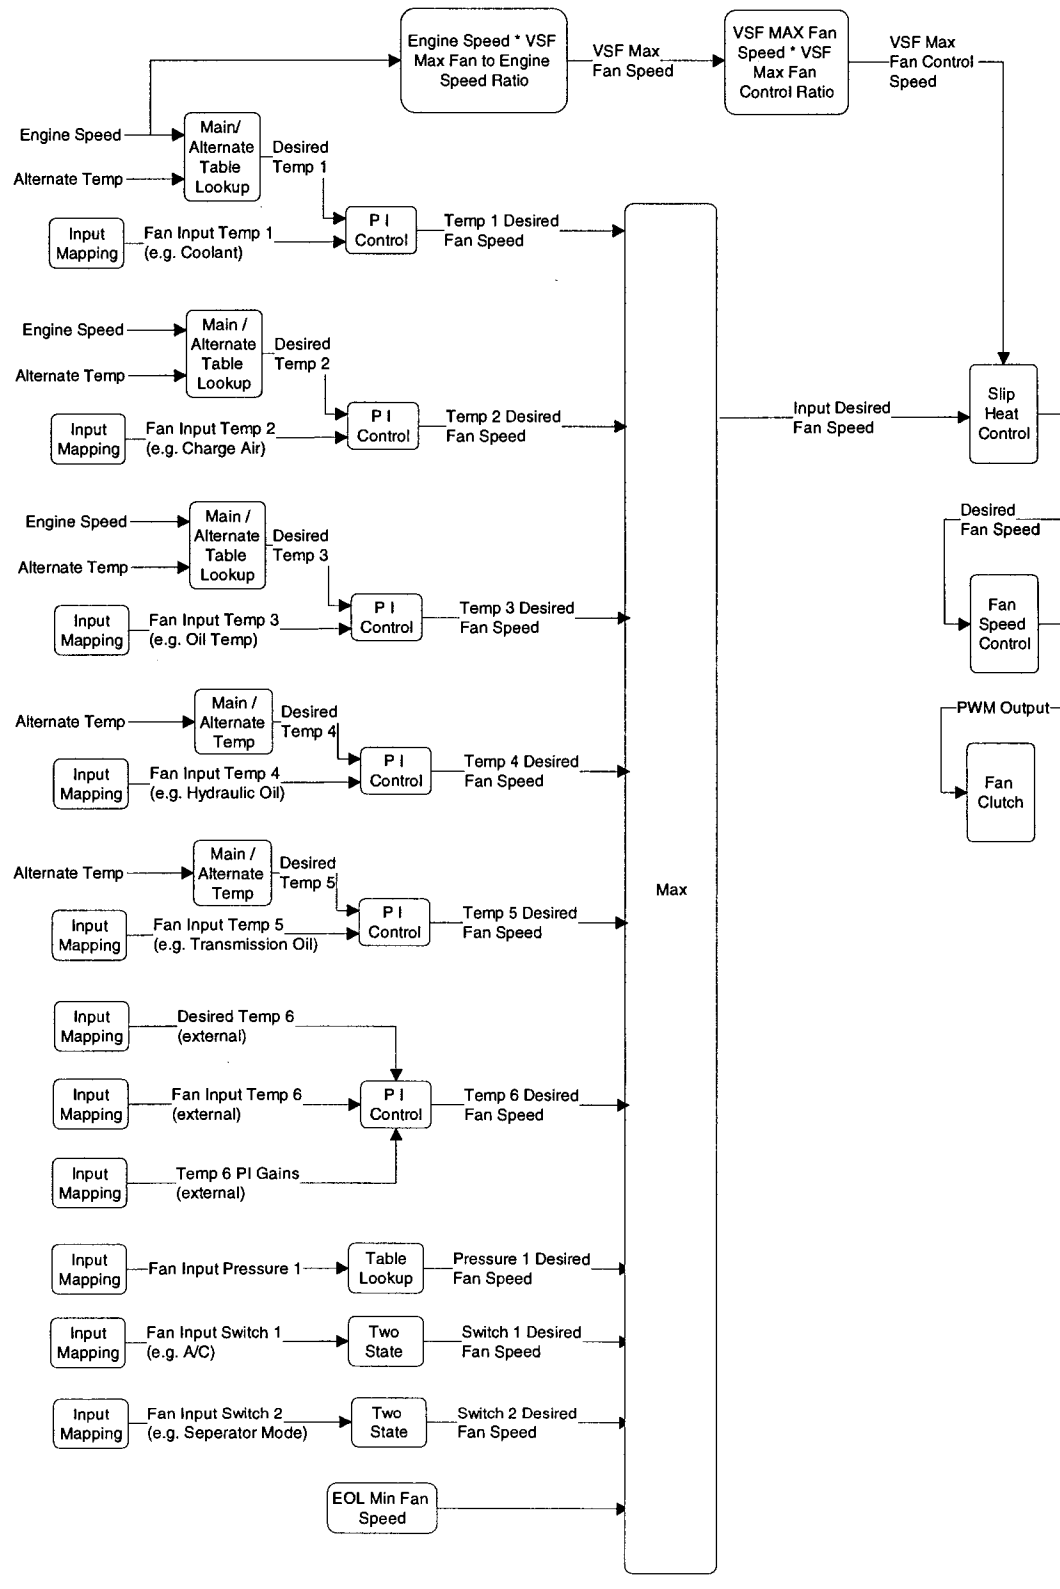 Engine Speed * VSF
Max Fan to Engine
Speed Ratio
VSF Max
Fan Speed
VSF MAX Fan
Speed * VSF
Max Fan
Control Ratio
VSF Max
Fan Control
Speed
Engine Speed
Alternate Temp
Main/
Alternate
Table
Lookup
Desired
Temp 1
Input
Mapping
Fan Input Temp 1
(e.g. Coolant)
P I
Control
Temp 1 Desired
Fan Speed
Engine Speed
Alternate Temp
Main /
Alternate
Table
Lookup
Desired
Temp 2
Input
Mapping
Fan Input Temp 2
(e.g. Charge Air)
P I
Control
Temp 2 Desired
Fan Speed
Input Desired
Fan Speed
Slip
Heat
Control
Engine Speed
Alternate Temp
Main /
Alternate
Table
Lookup
Desired
Temp 3
Input
Mapping
Fan Input Temp 3
(e.g. Oil Temp)
P I
Control
Temp 3 Desired
Fan Speed
Desired
Fan Speed
Fan
Speed
Control
Alternate Temp
Main /
Alternate
Temp
Desired
Temp 4
Input
Mapping
Fan Input Temp 4
(e.g. Hydraulic Oil)
P I
Control
Temp 4 Desired
Fan Speed
PWM Output
Fan
Clutch
Alternate Temp
Main /
Alternate
Temp
Desired
Temp 5
Input
Mapping
Fan Input Temp 5
(e.g. Transmission Oil)
P I
Control
Temp 5 Desired
Fan Speed
Max
Input
Mapping
Desired Temp 6
(external)
Input
Mapping
Fan Input Temp 6
(external)
P I
Control
Temp 6 Desired
Fan Speed
Input
Mapping
Temp 6 PI Gains
(external)
Input
Mapping
Fan Input Pressure 1
Table
Lookup
Pressure 1 Desired
Fan Speed
Input
Mapping
Fan Input Switch 1
(e.g. A/C)
Two
State
Switch 1 Desired
Fan Speed
Input
Mapping
Fan Input Switch 2
(e.g. Seperator Mode)
Two
State
Switch 2 Desired
Fan Speed
EOL Min Fan
Speed